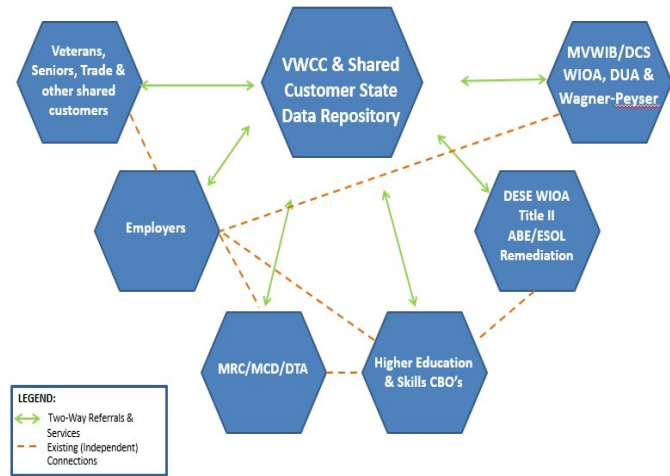 Veterans,
Seniors, Trade &
other shared
customers
VWCC & Shared
Customer State
Data Repository
MVWIB/DCS
WIOA, DUA &
Wagner-Peyser
Employers
DESE WIOA
Title II
ABE/ESOL
Remediation
MRC/MCD/DTA
Higher Education
& Skills CBO's
LEGEND:
Two-Way Referrals &
Services
Existing (Independent)
Connections